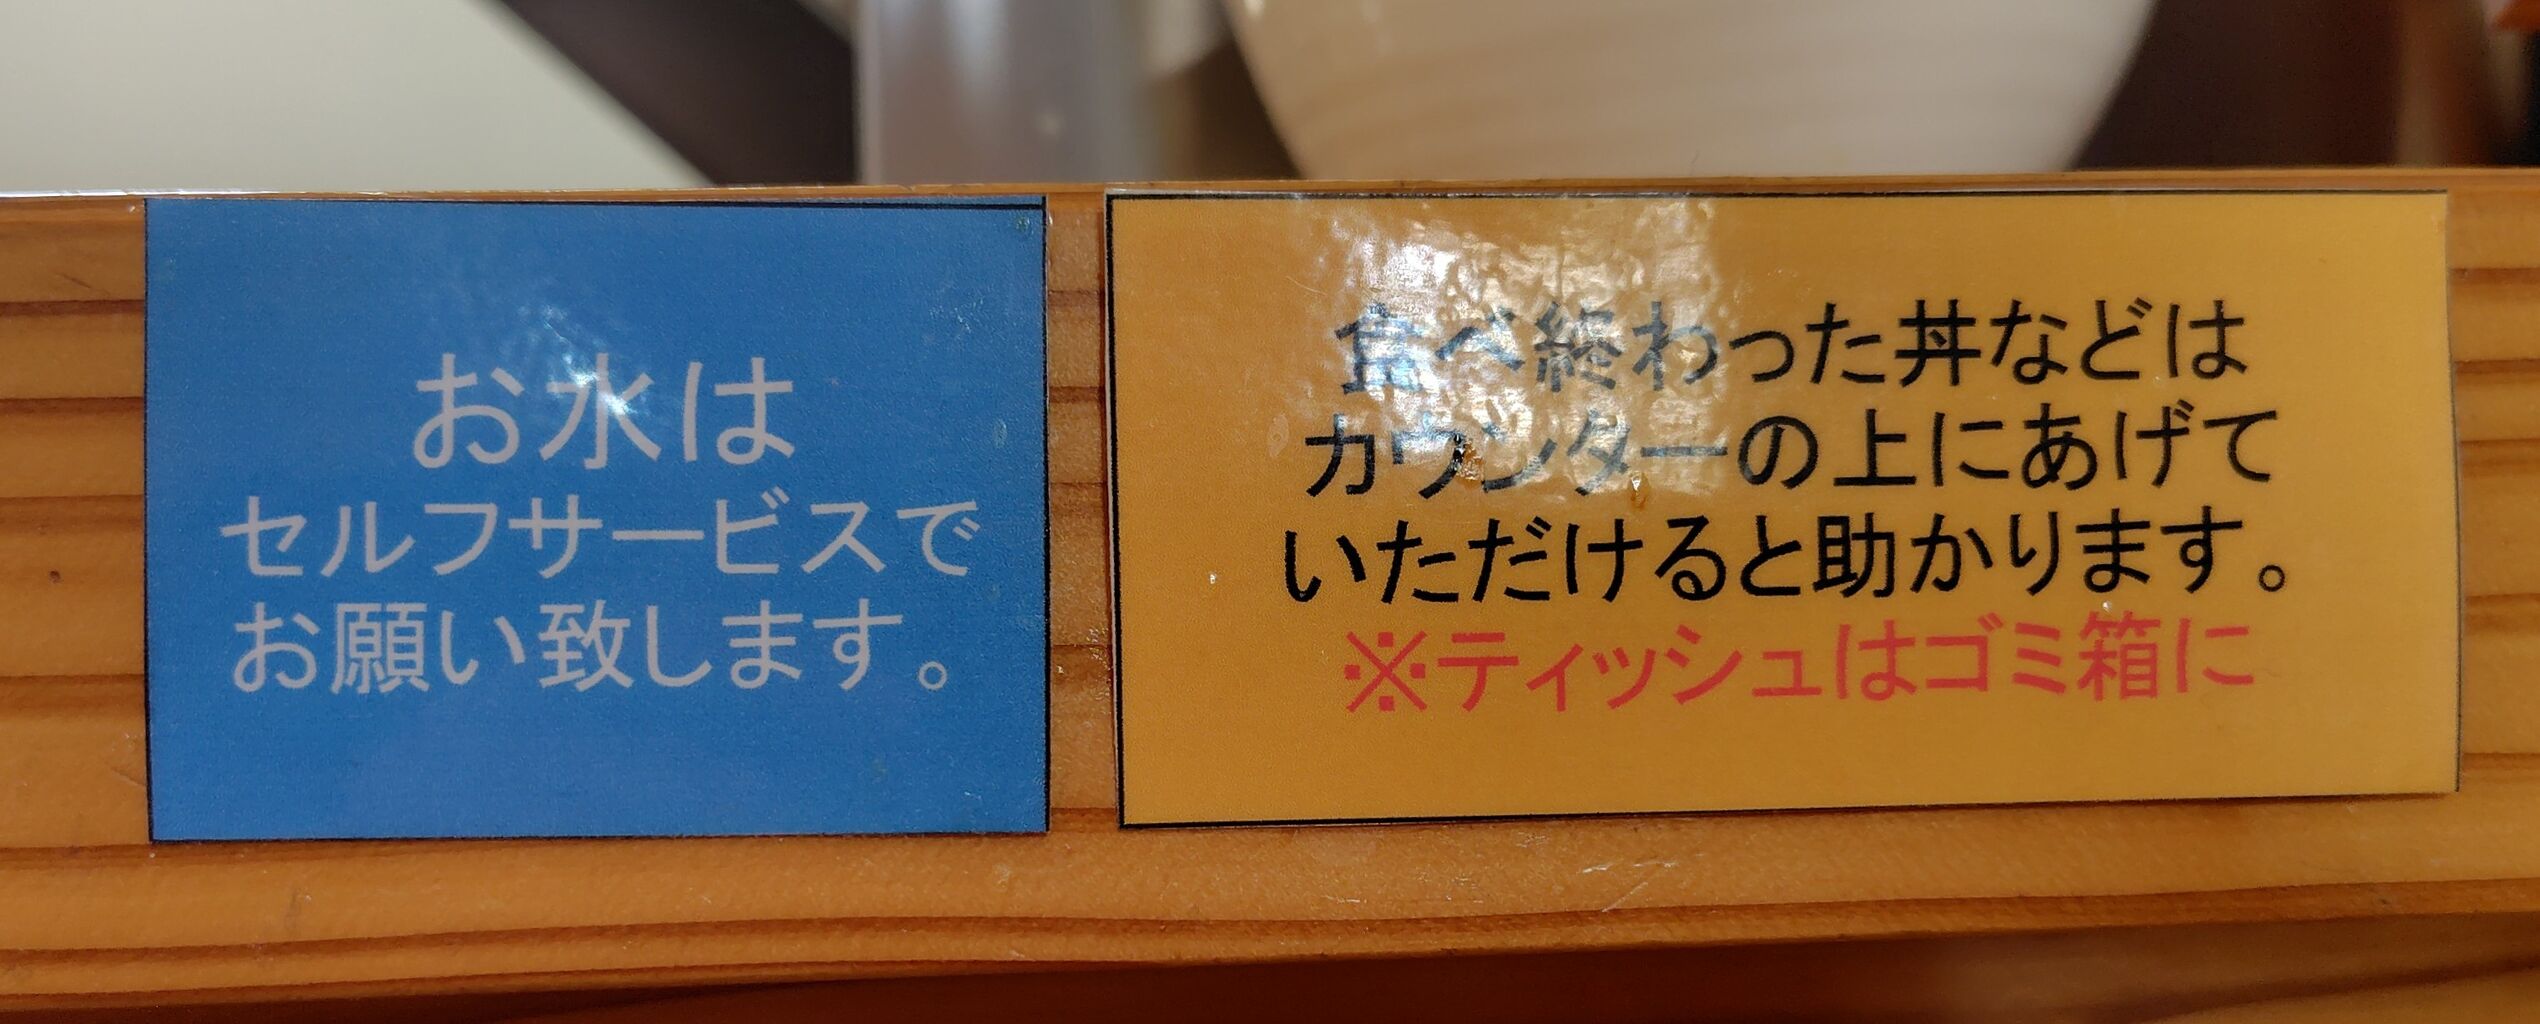 お水は
セルフサービスで
お願い致します。
食べ終わった丼などは
カウンターの上にあげて
いただけると助かります。
※ティッシュはゴミ箱に